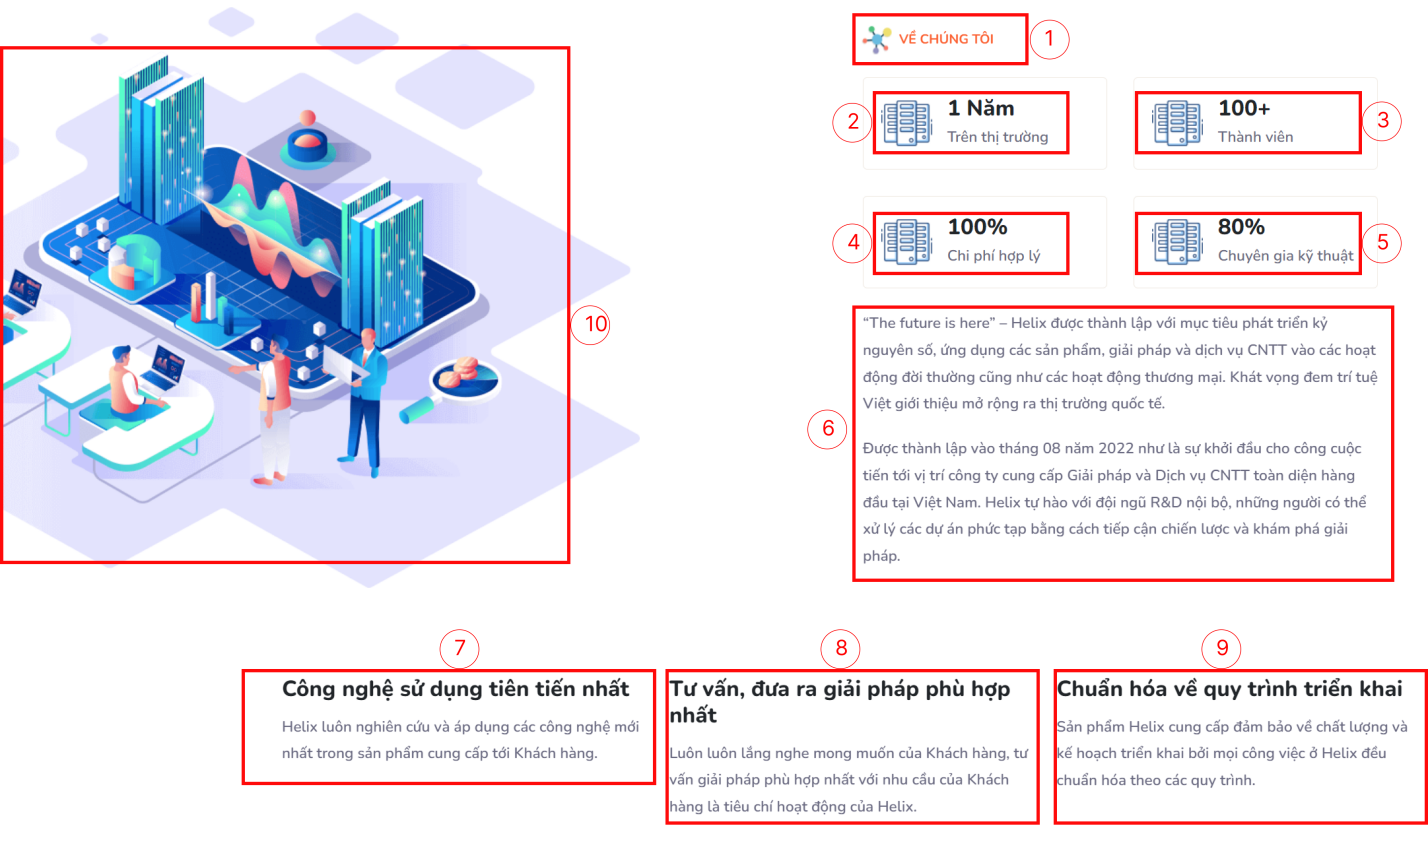 VỀ CHÚNG TÔI
1
2
1 Năm
Trên thị trường
100+
Thành viên
3
4
100%
Chi phí hợp lý
80%
Chuyên gia kỹ thuật
5
10
6
“The future is here” – Helix được thành lập với mục tiêu phát triển kỷ
nguyên số, ứng dụng các sản phẩm, giải pháp và dịch vụ CNTT vào các hoạt
động đời thường cũng như các hoạt động thương mại. Khát vọng đem trí tuệ
Việt giới thiệu mở rộng ra thị trường quốc tế.
Được thành lập vào tháng 08 năm 2022 như là sự khởi đầu cho công cuộc
tiến tới vị trí công ty cung cấp Giải pháp và Dịch vụ CNTT toàn diện hàng
đầu tại Việt Nam. Helix tự hào với đội ngũ R&D nội bộ, những người có thể
xử lý các dự án phức tạp bằng cách tiếp cận chiến lược và khám phá giải
pháp.
7
Công nghệ sử dụng tiên tiến nhất
Helix luôn nghiên cứu và áp dụng các công nghệ mới
nhất trong sản phẩm cung cấp tới Khách hàng.
8
Tư vấn, đưa ra giải pháp phù hợp
nhất
Luôn luôn lắng nghe mong muốn của Khách hàng, tư
vấn giải pháp phù hợp nhất với nhu cầu của Khách
hàng là tiêu chí hoạt động của Helix.
9
Chuẩn hóa về quy trình triển khai
Sản phẩm Helix cung cấp đảm bảo về chất lượng và
kế hoạch triển khai bởi mọi công việc ở Helix đều
chuẩn hóa theo các quy trình.